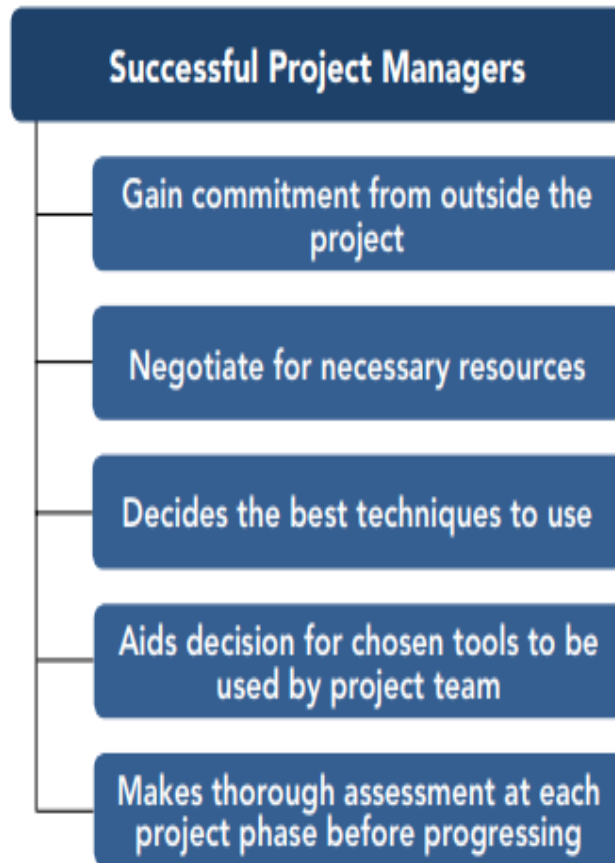 Successful Project Managers
Gain commitment from outside the
project
Negotiate for necessary resources
Decides the best techniques to use
Aids decision for chosen tools to be
used by project team
Makes thorough assessment at each
project phase before progressing